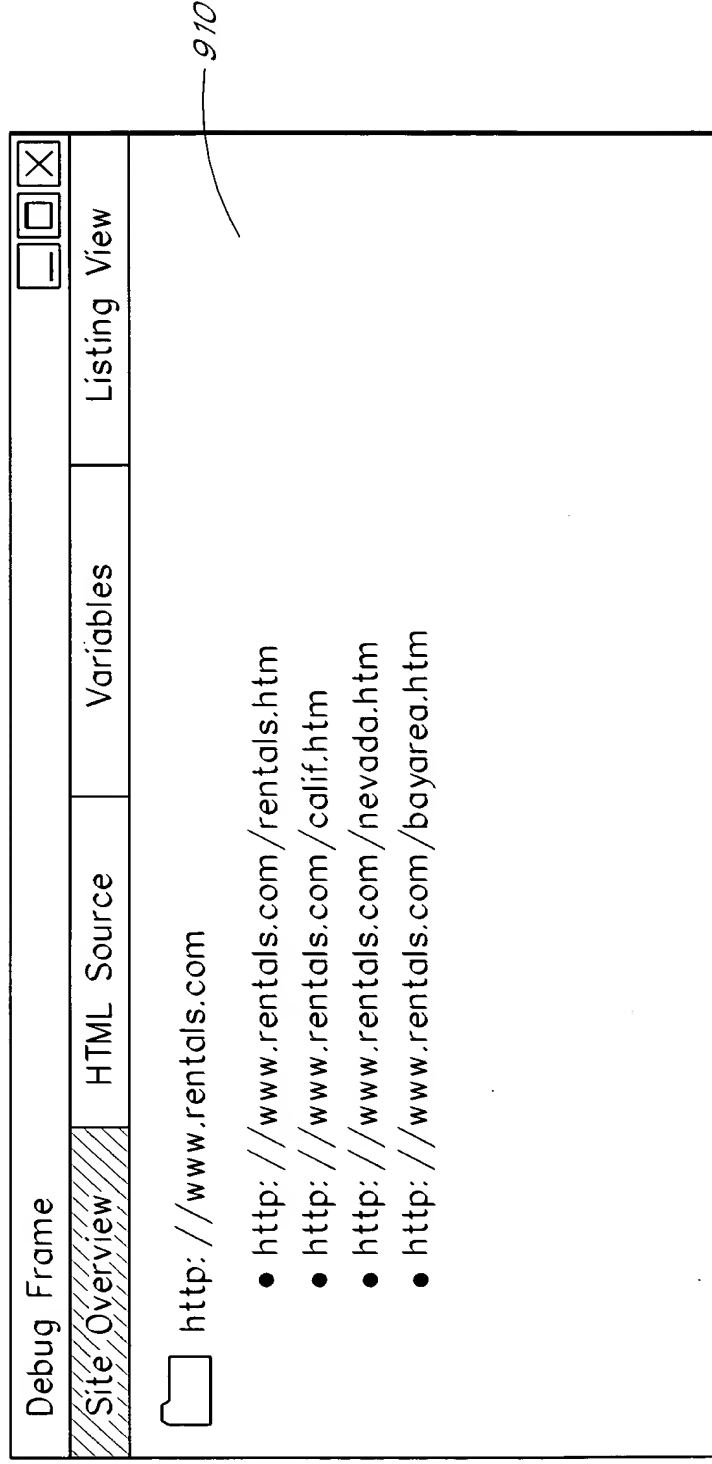 Debug Frame
Site Overview HTML Source Variables Listing View
http://www.rentals.com
• http://www.rentals.com/rentals.htm
• http://www.rentals.com/calif.htm
• http://www.rentals.com/nevada.htm
• http://www.rentals.com/bayarea.htm
910